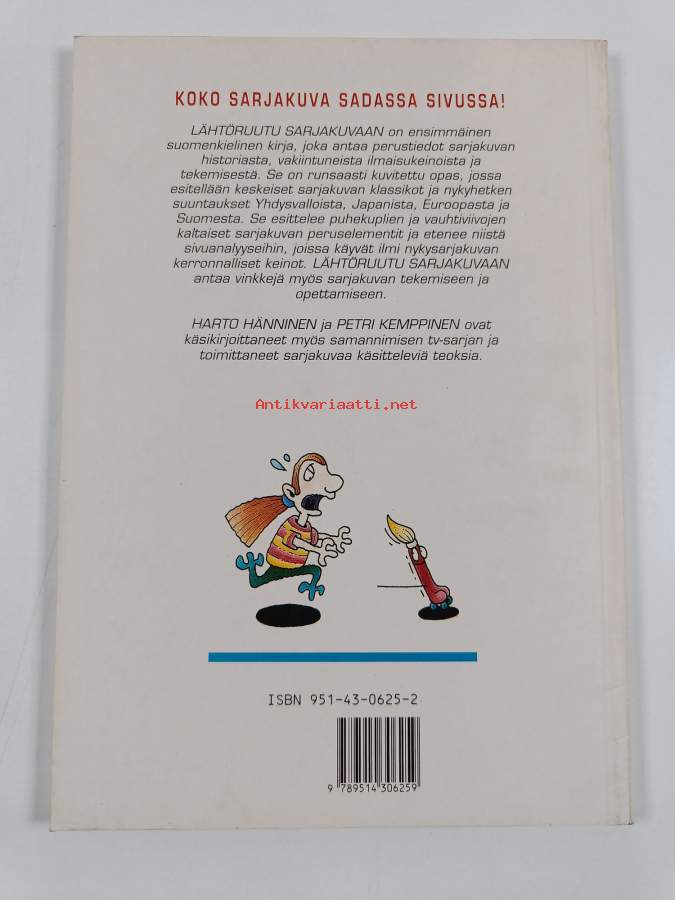 KOKO SARJAKUVA SADASSA SIVUSSA!
LÄHTÖRUUTU SARJAKUVAAN on ensimmäinen
suomenkielinen kirja, joka antaa perustiedot sarjakuvan
historiasta, vakiintuneista ilmaisukeinoista ja
tekemisestä. Se on runsaasti kuvitettu opas, jossa
esitellään keskeiset sarjakuvan klassikot ja nykyhetken
suuntaukset Yhdysvalloista, Japanista, Euroopasta ja
Suomesta. Se esittelee puhekuplien ja vauhtiviivojen
kaltaiset sarjakuvan peruselementit ja etenee niistä
sivuanalyyseihin, joissa käyvät ilmi nykysarjakuvan
kerronnalliset keinot. LÄHTÖRUUTU SARJAKUVAAN
antaa vinkkejä myös sarjakuvan tekemiseen ja
opettamiseen.
HARTO HÄNNINEN ja PETRI KEMPPINEN ovat
käsikirjoittaneet myös samannimisen tv-sarjan ja
toimittaneet sarjakuvaa käsitteleviä teoksia.
Antikvariaatti.net
ISBN 951-43-0625-2
9 789514 306259